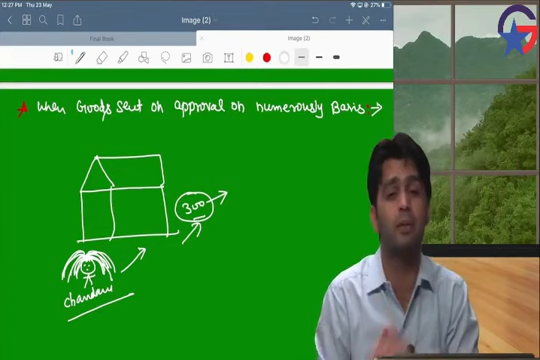 12:27 PM Thu 23 May
Image (2)
27%
Final Book
Image (2)
When Goods Sent on approval on numerously Basis →
300
chandani